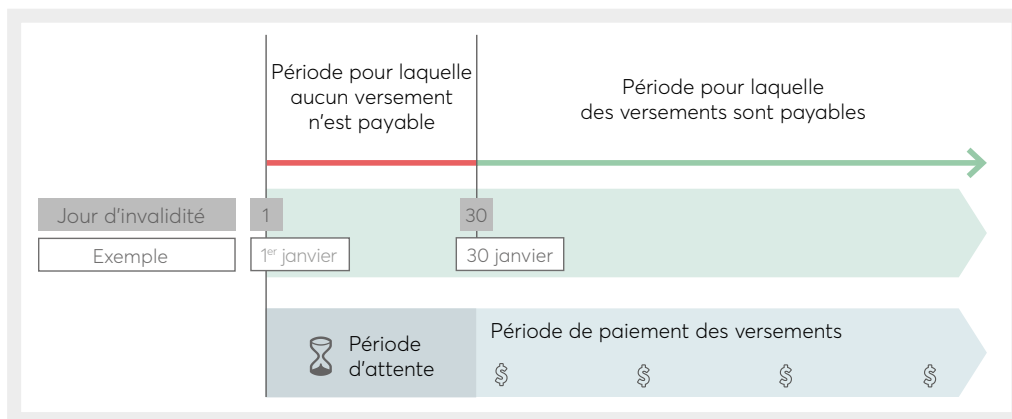 Période pour laquelle
aucun versement
n'est payable
Période pour laquelle
des versements sont payables
Jour d'invalidité
1
30
Exemple
1er janvier
30 janvier
Période
d'attente
Période de paiement des versements
$ $ $ $